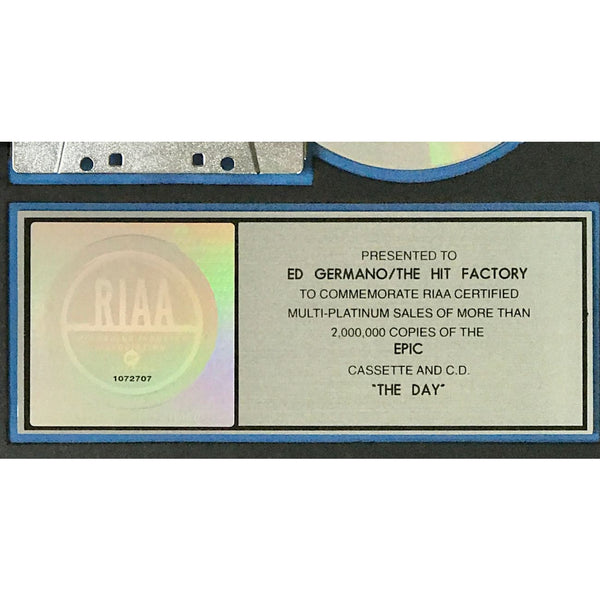 RIAA
1072707
PRESENTED TO
ED GERMANO/THE HIT FACTORY
TO COMMEMORATE RIAA CERTIFIED
MULTI-PLATINUM SALES OF MORE THAN
2,000,000 COPIES OF THE
EPIC
CASSETTE AND C.D.
"THE DAY"